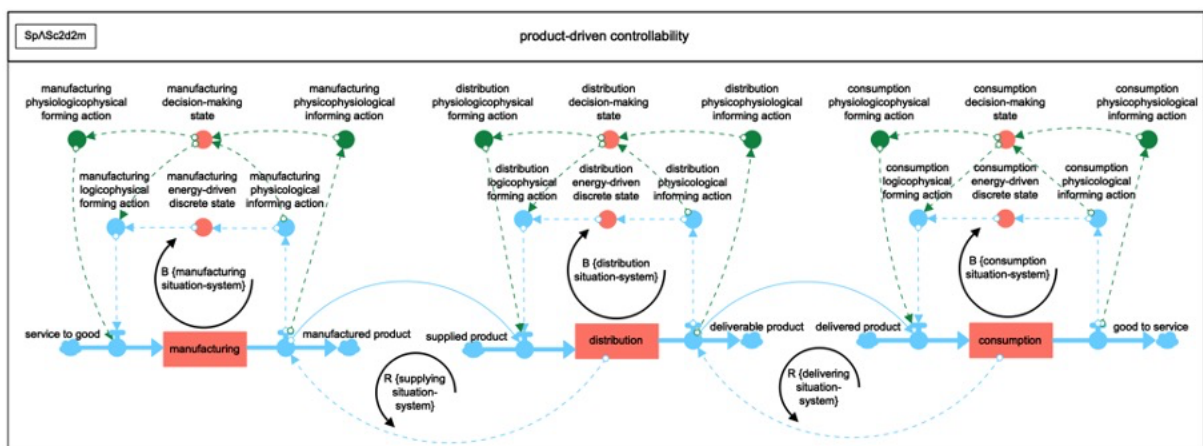 Sp⋀Sc2d2m
product-driven controllability
manufacturing
physiologicophysical
forming action
manufacturing
decision-making
state
manufacturing
physicophysiological
informing action
distribution
physiologicophysical
forming action
distribution
decision-making
state
distribution
physicophysiological
informing action
consumption
physiologicophysical
forming action
consumption
decision-making
state
consumption
physicophysiological
informing action
manufacturing
logicophysical
forming action
manufacturing
energy-driven
discrete state
manufacturing
physicological
informing action
distribution
logicophysical
forming action
distribution
energy-driven
discrete state
distribution
physicological
informing action
consumption
logicophysical
forming action
consumption
energy-driven
discrete state
consumption
physicological
informing action
B {manufacturing
situation-system}
B {distribution
situation-system}
B {consumption
situation-system}
service to good
manufacturing
manufactured product
supplied product
distribution
deliverable product
delivered product
consumption
good to service
R {supplying
situation-
system}
R {delivering
situation-
system}